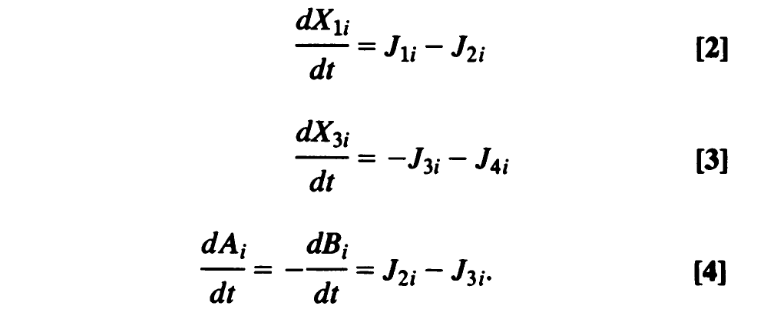 dX₁ᵢ/dt = J₁ᵢ − J₂ᵢ [2]
dX₃ᵢ/dt = −J₃ᵢ − J₄ᵢ [3]
dAᵢ/dt = −dBᵢ/dt = J₂ᵢ − J₃ᵢ. [4]